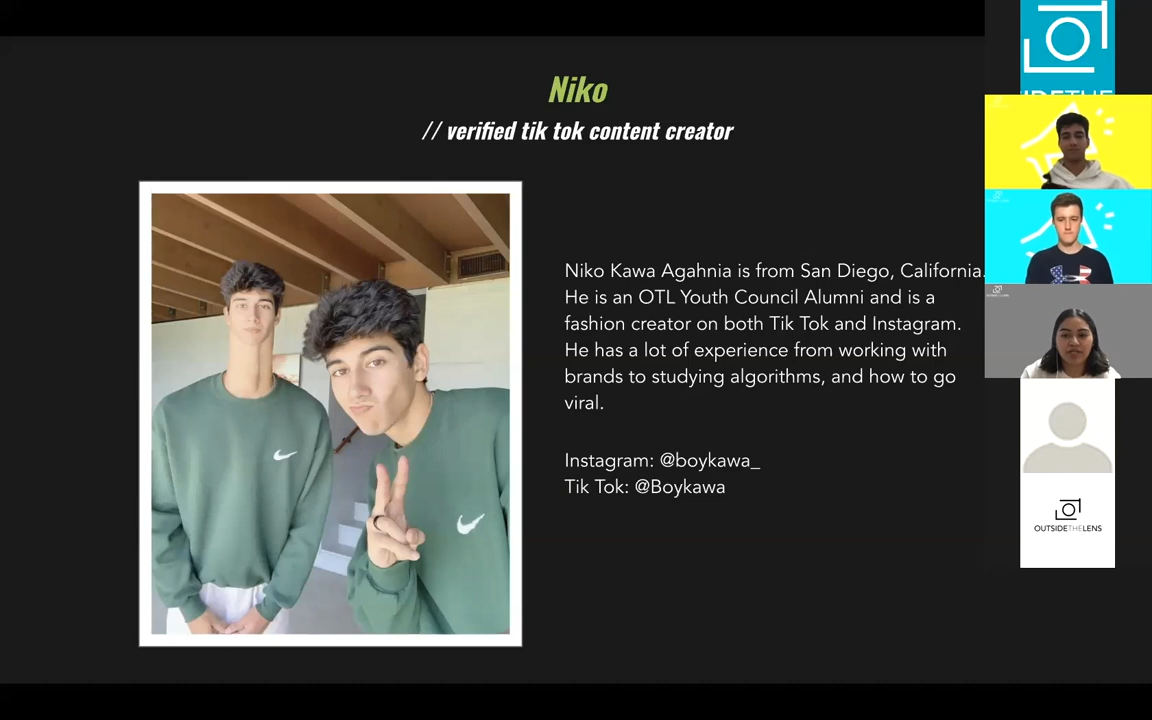 Niko
// verified tik tok content creator
Niko Kawa Agahnia is from San Diego, California.
He is an OTL Youth Council Alumni and is a
fashion creator on both Tik Tok and Instagram.
He has a lot of experience from working with
brands to studying algorithms, and how to go
viral.
Instagram: @boykawa_
Tik Tok: @Boykawa
OUTSIDETHELENS